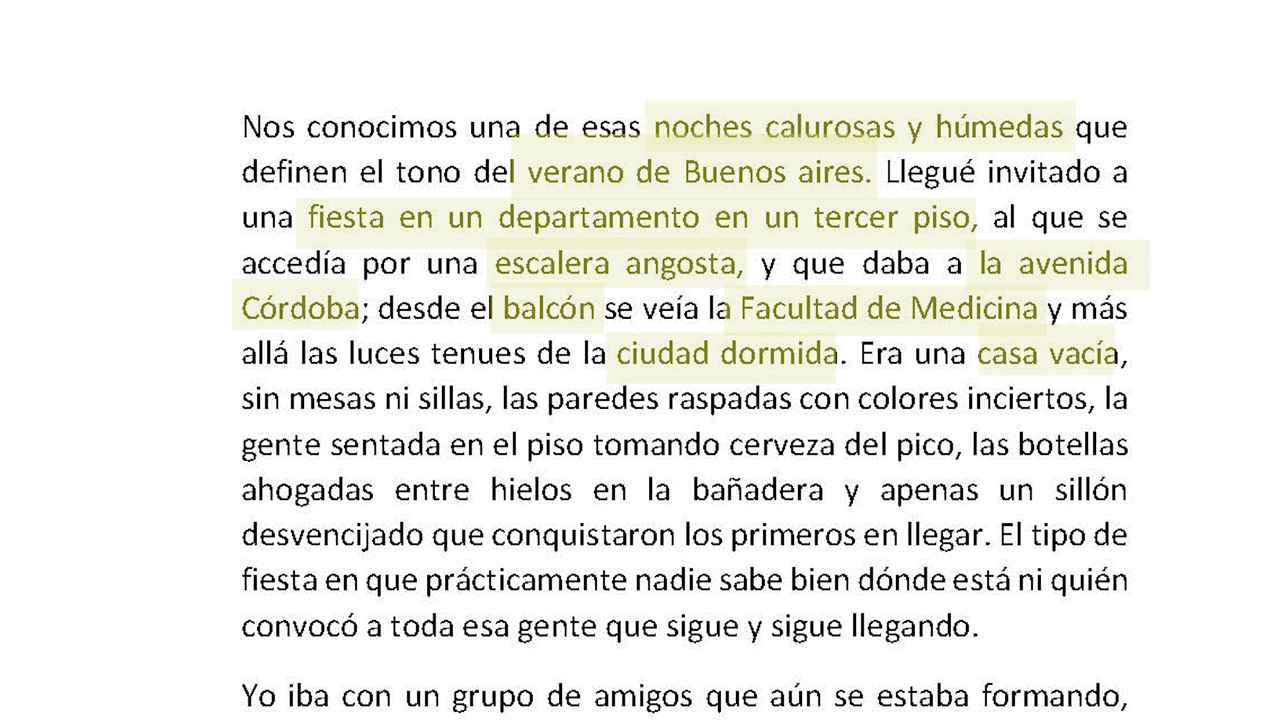 Nos conocimos una de esas noches calurosas y húmedas que
definen el tono del verano de Buenos aires. Llegué invitado a
una fiesta en un departamento en un tercer piso, al que se
accedía por una escalera angosta, y que daba a la avenida
Córdoba; desde el balcón se veía la Facultad de Medicina y más
allá las luces tenues de la ciudad dormida. Era una casa vacía,
sin mesas ni sillas, las paredes raspadas con colores inciertos, la
gente sentada en el piso tomando cerveza del pico, las botellas
ahogadas entre hielos en la bañadera y apenas un sillón
desvencijado que conquistaron los primeros en llegar. El tipo de
fiesta en que prácticamente nadie sabe bien dónde está ni quién
convocó a toda esa gente que sigue y sigue llegando.
Yo iba con un grupo de amigos que aún se estaba formando,